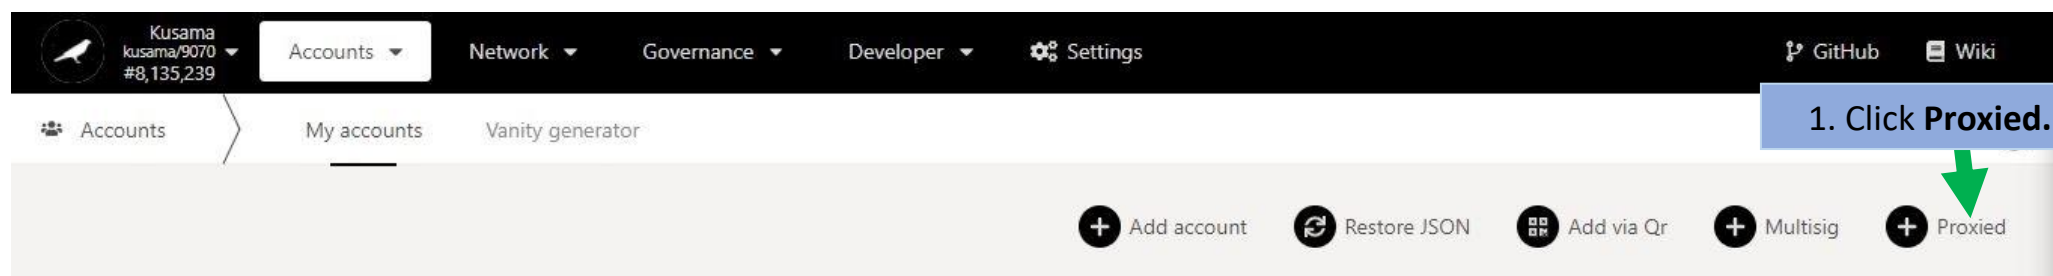 Kusama
kusama/9070
#8,135,239
Accounts
Network
Governance
Developer
Settings
GitHub
Wiki
Accounts
My accounts
Vanity generator
1. Click Proxied.
Add account
Restore JSON
Add via Qr
Multisig
Proxied